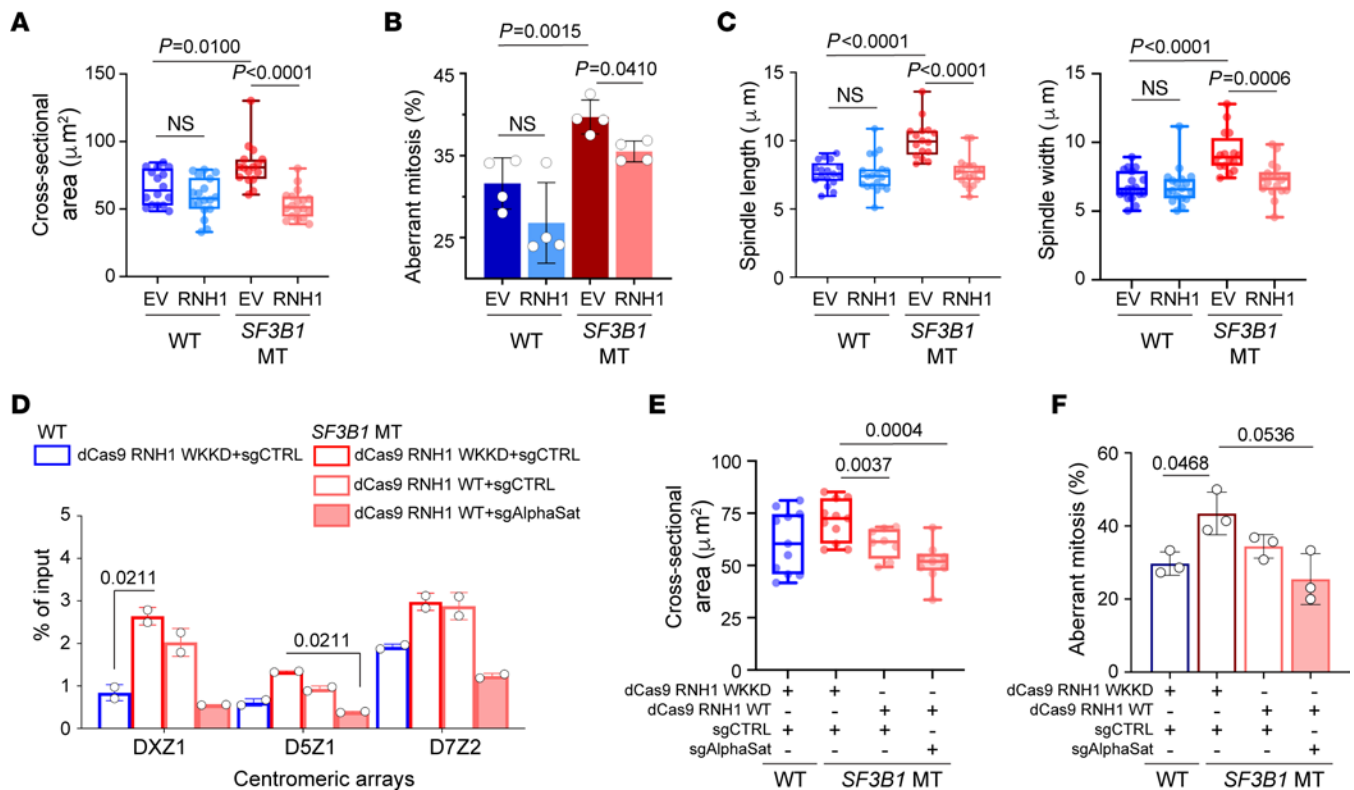 A
P=0.0100
P<0.0001
NS
Cross-sectional
area (μm²)
150
100
50
0
EV RNH1 EV RNH1
WT SF3B1
MT
B
P=0.0015
P=0.0410
NS
Aberrant mitosis (%)
45
35
25
EV RNH1 EV RNH1
WT SF3B1
MT
C
P<0.0001
P<0.0001
NS
Spindle length (μm)
15
10
5
0
EV RNH1 EV RNH1
WT SF3B1
MT
P<0.0001
P=0.0006
NS
Spindle width (μm)
15
10
5
0
EV RNH1 EV RNH1
WT SF3B1
MT
D
WT SF3B1 MT
dCas9 RNH1 WKKD+sgCTRL dCas9 RNH1 WKKD+sgCTRL
dCas9 RNH1 WT+sgCTRL
dCas9 RNH1 WT+sgAlphaSat
% of input
5
4
3
2
1
0
0.0211
0.0211
DXZ1 D5Z1 D7Z2
Centromeric arrays
E
0.0004
0.0037
Cross-sectional
area (μm²)
100
75
50
25
0
dCas9 RNH1 WKKD + + - -
dCas9 RNH1 WT - - + +
sgCTRL + + + -
sgAlphaSat - - - +
WT SF3B1 MT
F
0.0536
0.0468
Aberrant mitosis (%)
60
40
20
0
dCas9 RNH1 WKKD + + - -
dCas9 RNH1 WT - - + +
sgCTRL + + + -
sgAlphaSat - - - +
WT SF3B1 MT